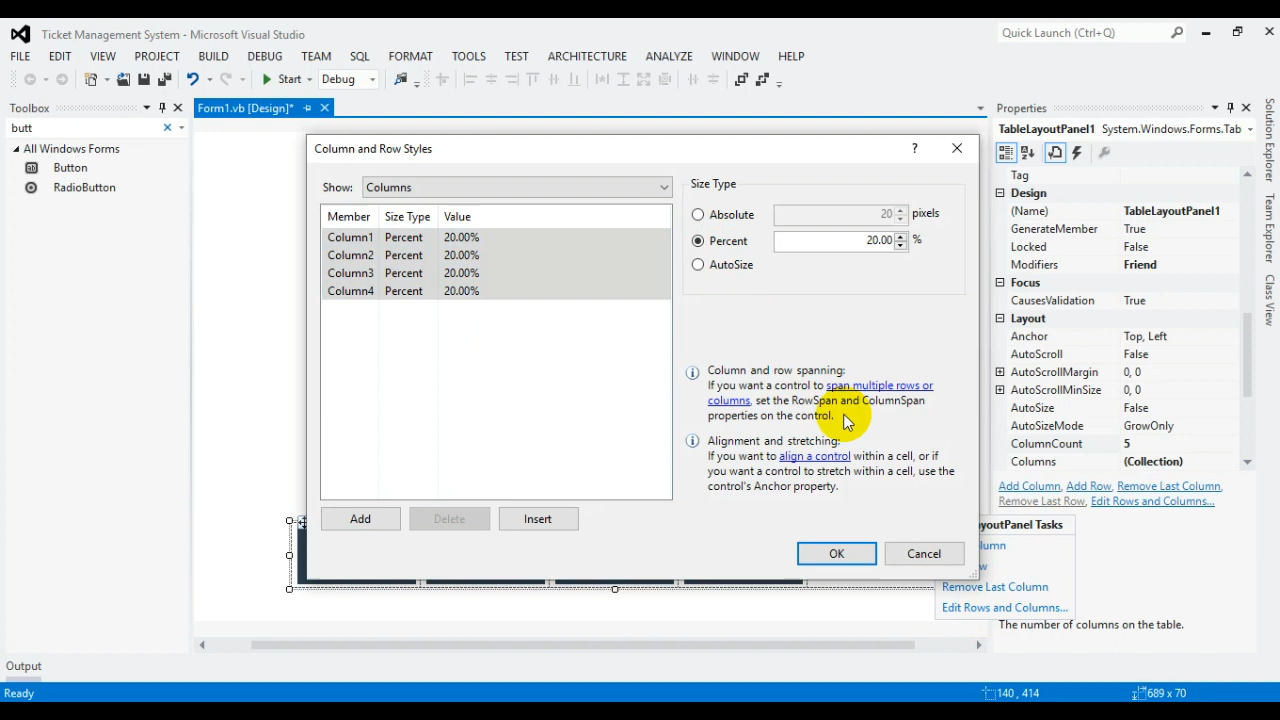 Ticket Management System - Microsoft Visual Studio
Quick Launch (Ctrl+Q)
FILE EDIT VIEW PROJECT BUILD DEBUG TEAM SQL FORMAT TOOLS TEST ARCHITECTURE ANALYZE WINDOW HELP
Start Debug
Toolbox
butt
All Windows Forms
ab Button
RadioButton
Form1.vb [Design]*
Column and Row Styles
?
Show: Columns
Member Size Type Value
Column1 Percent 20.00%
Column2 Percent 20.00%
Column3 Percent 20.00%
Column4 Percent 20.00%
Add Delete Insert
Size Type
Absolute 20 pixels
Percent 20.00 %
AutoSize
Column and row spanning:
If you want a control to span multiple rows or
columns, set the RowSpan and ColumnSpan
properties on the control.
Alignment and stretching:
If you want to align a control within a cell, or if
you want a control to stretch within a cell, use the
control's Anchor property.
OK Cancel
youtPanel Tasks
lumn
w
Remove Last Column
Edit Rows and Columns...
Properties
TableLayoutPanel1 System.Windows.Forms.Tab
Tag
Design
(Name) TableLayoutPanel1
GenerateMember True
Locked False
Modifiers Friend
Focus
CausesValidation True
Layout
Anchor Top, Left
AutoScroll False
AutoScrollMargin 0, 0
AutoScrollMinSize 0, 0
AutoSize False
AutoSizeMode GrowOnly
ColumnCount 5
Columns (Collection)
Add Column, Add Row, Remove Last Column,
Remove Last Row, Edit Rows and Columns...
The number of columns on the table.
Solution Explorer
Team Explorer
Class View
Output
Ready
140 , 414
689 x 70